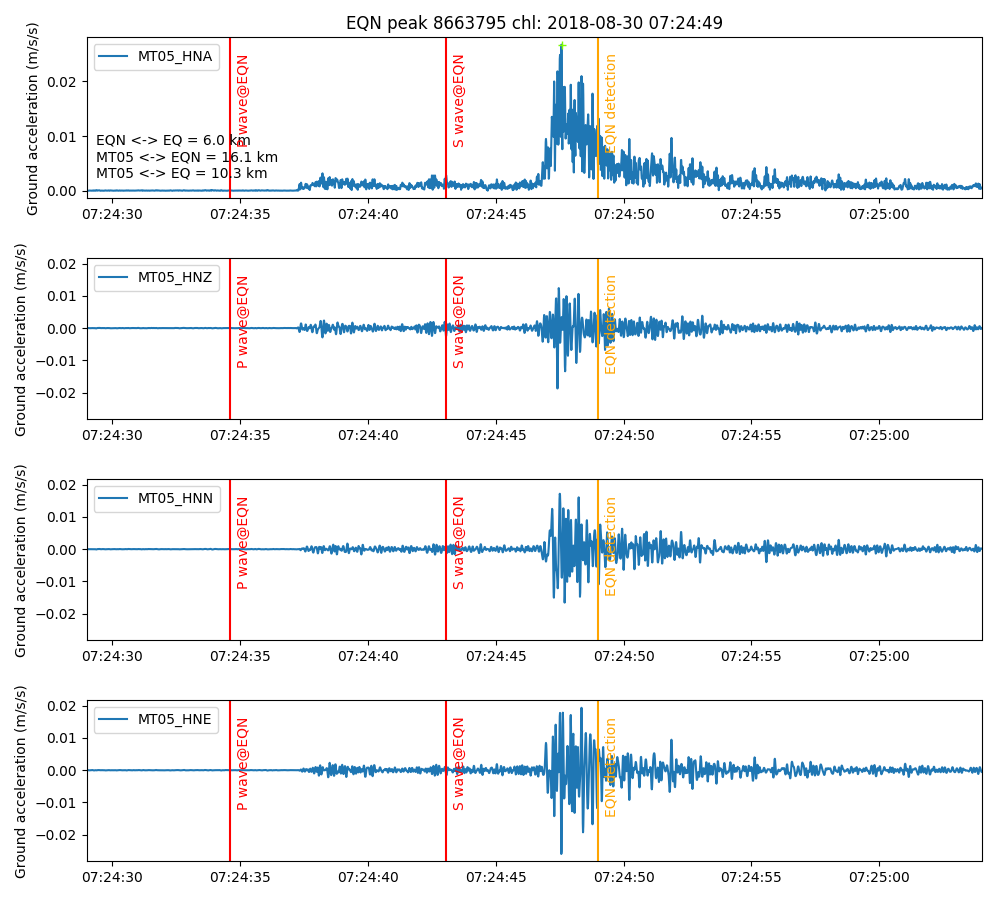 EQN peak 8663795 chl: 2018-08-30 07:24:49
Ground acceleration (m/s/s)
0.02
0.01
0.00
MT05_HNA
P wave@EQN
S wave@EQN
EQN detection
EQN <-> EQ = 6.0 km
MT05 <-> EQN = 16.1 km
MT05 <-> EQ = 10.3 km
07:24:30 07:24:35 07:24:40 07:24:45 07:24:50 07:24:55 07:25:00
Ground acceleration (m/s/s)
0.02
0.01
0.00
−0.01
−0.02
MT05_HNZ
P wave@EQN
S wave@EQN
EQN detection
07:24:30 07:24:35 07:24:40 07:24:45 07:24:50 07:24:55 07:25:00
Ground acceleration (m/s/s)
0.02
0.01
0.00
−0.01
−0.02
MT05_HNN
P wave@EQN
S wave@EQN
EQN detection
07:24:30 07:24:35 07:24:40 07:24:45 07:24:50 07:24:55 07:25:00
Ground acceleration (m/s/s)
0.02
0.01
0.00
−0.01
−0.02
MT05_HNE
P wave@EQN
S wave@EQN
EQN detection
07:24:30 07:24:35 07:24:40 07:24:45 07:24:50 07:24:55 07:25:00